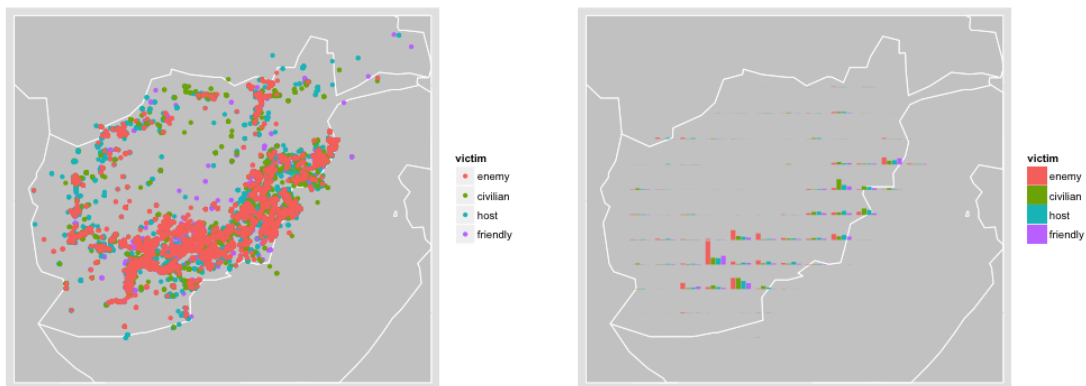 victim
enemy
civilian
host
friendly
victim
enemy
civilian
host
friendly